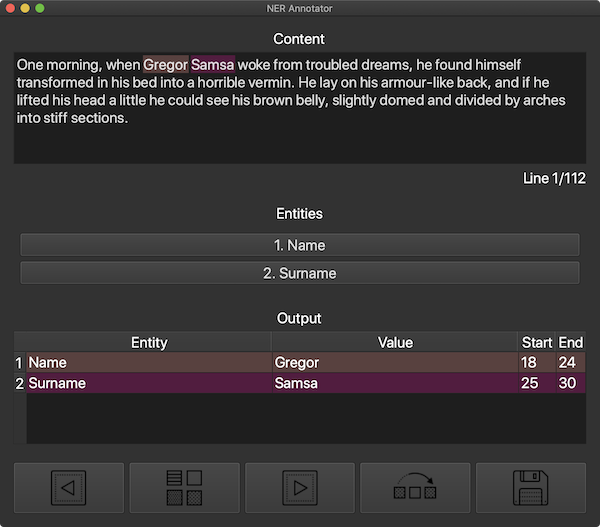 NER Annotator
Content
One morning, when Gregor Samsa woke from troubled dreams, he found himself
transformed in his bed into a horrible vermin. He lay on his armour-like back, and if he
lifted his head a little he could see his brown belly, slightly domed and divided by arches
into stiff sections.
Line 1/112
Entities
1. Name
2. Surname
Output
Entity Value Start End
1 Name Gregor 18 24
2 Surname Samsa 25 30